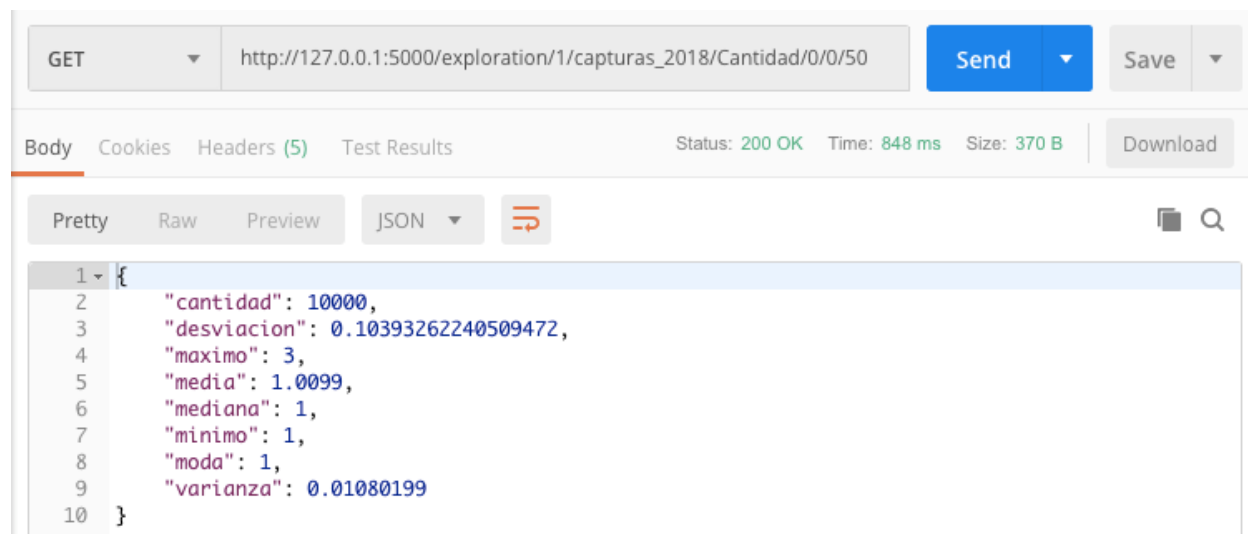 GET http://127.0.0.1:5000/exploration/1/capturas_2018/Cantidad/0/0/50 Send Save
Body Cookies Headers (5) Test Results Status: 200 OK Time: 848 ms Size: 370 B Download
Pretty Raw Preview JSON
1 {
2 "cantidad": 10000,
3 "desviacion": 0.10393262240509472,
4 "maximo": 3,
5 "media": 1.0099,
6 "mediana": 1,
7 "minimo": 1,
8 "moda": 1,
9 "varianza": 0.01080199
10 }